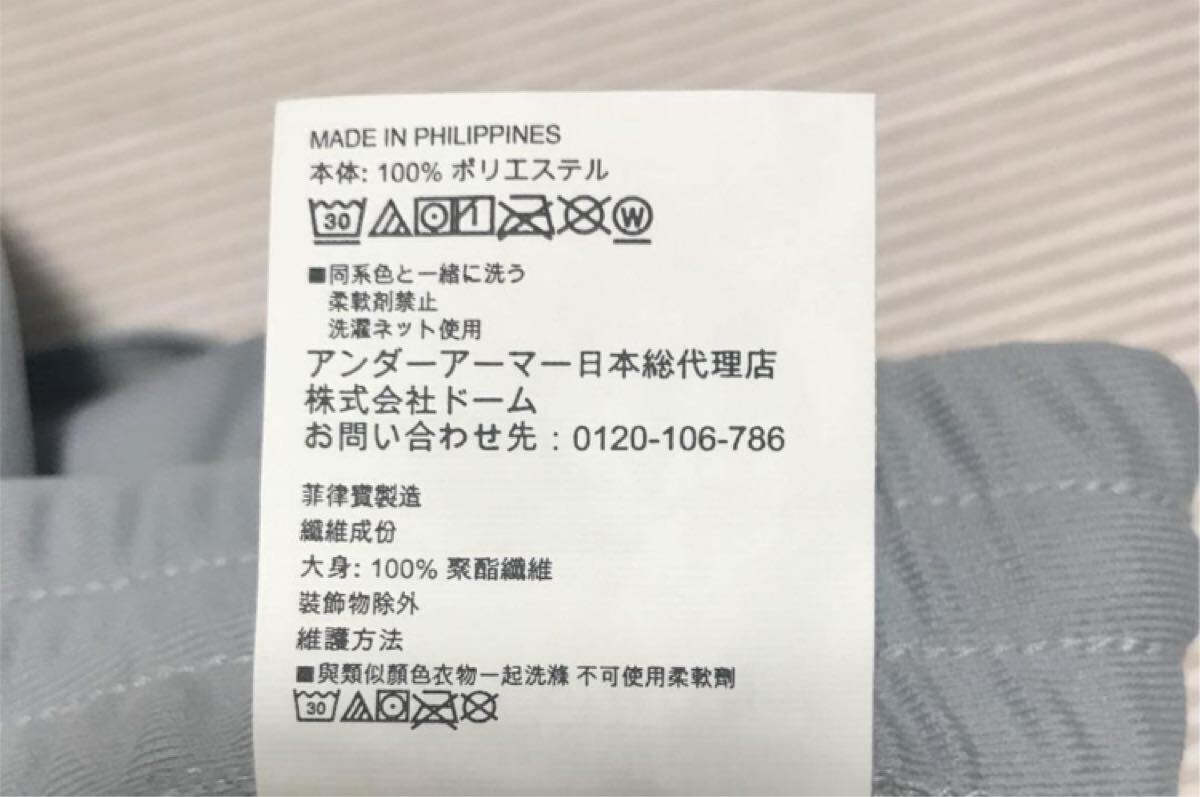 MADE IN PHILIPPINES
本体: 100% ポリエステル
30 W
■同系色と一緒に洗う
柔軟剤禁止
洗濯ネット使用
アンダーアーマー日本総代理店
株式会社ドーム
お問い合わせ先：0120-106-786
菲律賓製造
纖維成份
大身: 100% 聚酯纖維
裝飾物除外
維護方法
■與類似顏色衣物一起洗滌 不可使用柔軟劑
30